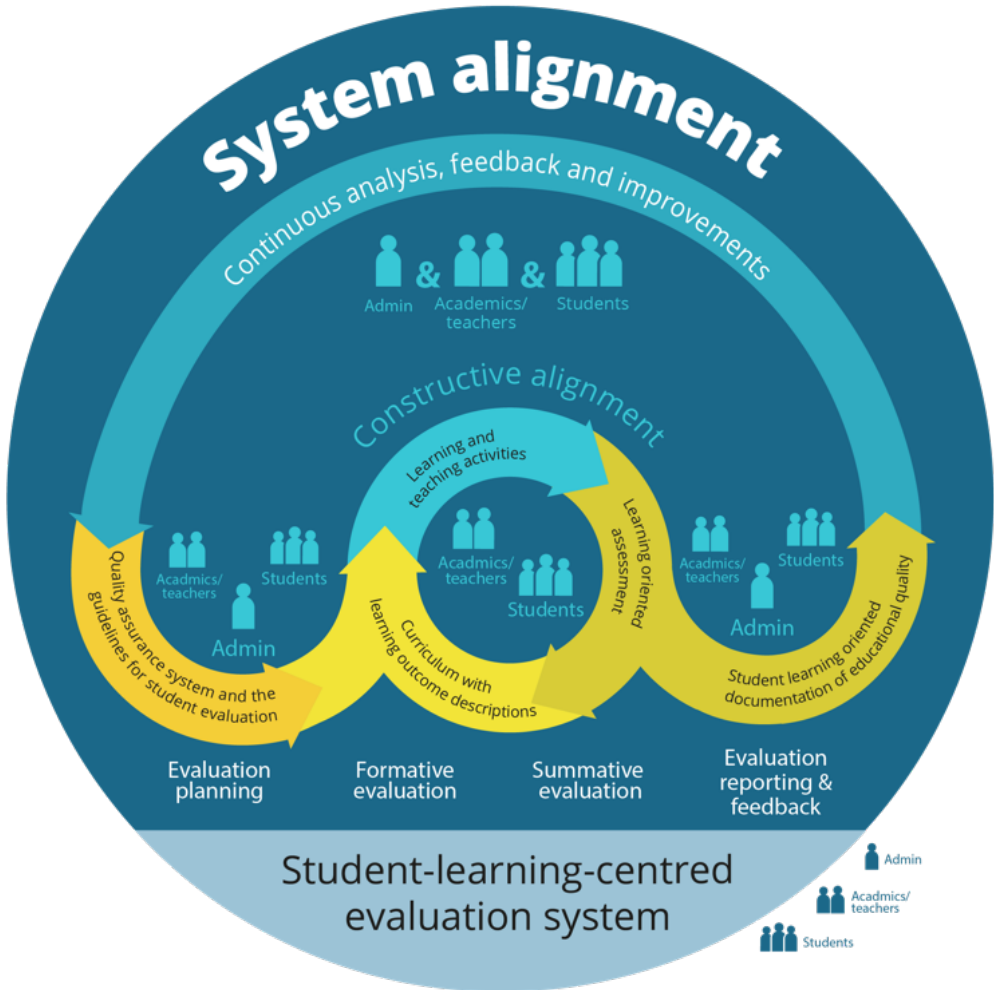 System alignment
Continuous analysis, feedback and improvements
Admin
&
Academics/
teachers
&
Students
Constructive alignment
Learning and
teaching activities
Acadmics/
teachers
Students
Admin
Quality assurance system and the
guidelines for student evaluation
Academics/
teachers
Students
Curriculum with
learning outcome descriptions
Learning oriented
assessment
Academics/
teachers
Students
Admin
Student learning oriented
documentation of educational quality
Evaluation
planning
Formative
evaluation
Summative
evaluation
Evaluation
reporting &
feedback
Student-learning-centred
evaluation system
Admin
Acadmics/
teachers
Students